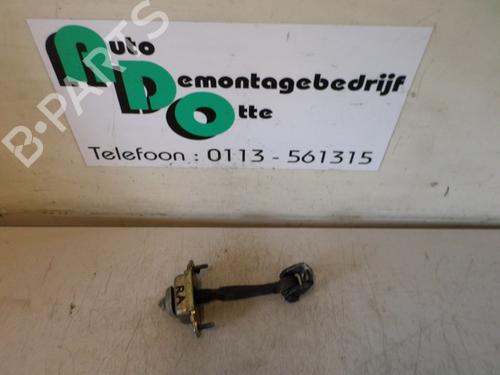 B-PARTS
Auto
Demontagebedrijf
Otte
Telefoon : 0113 - 561315
RA